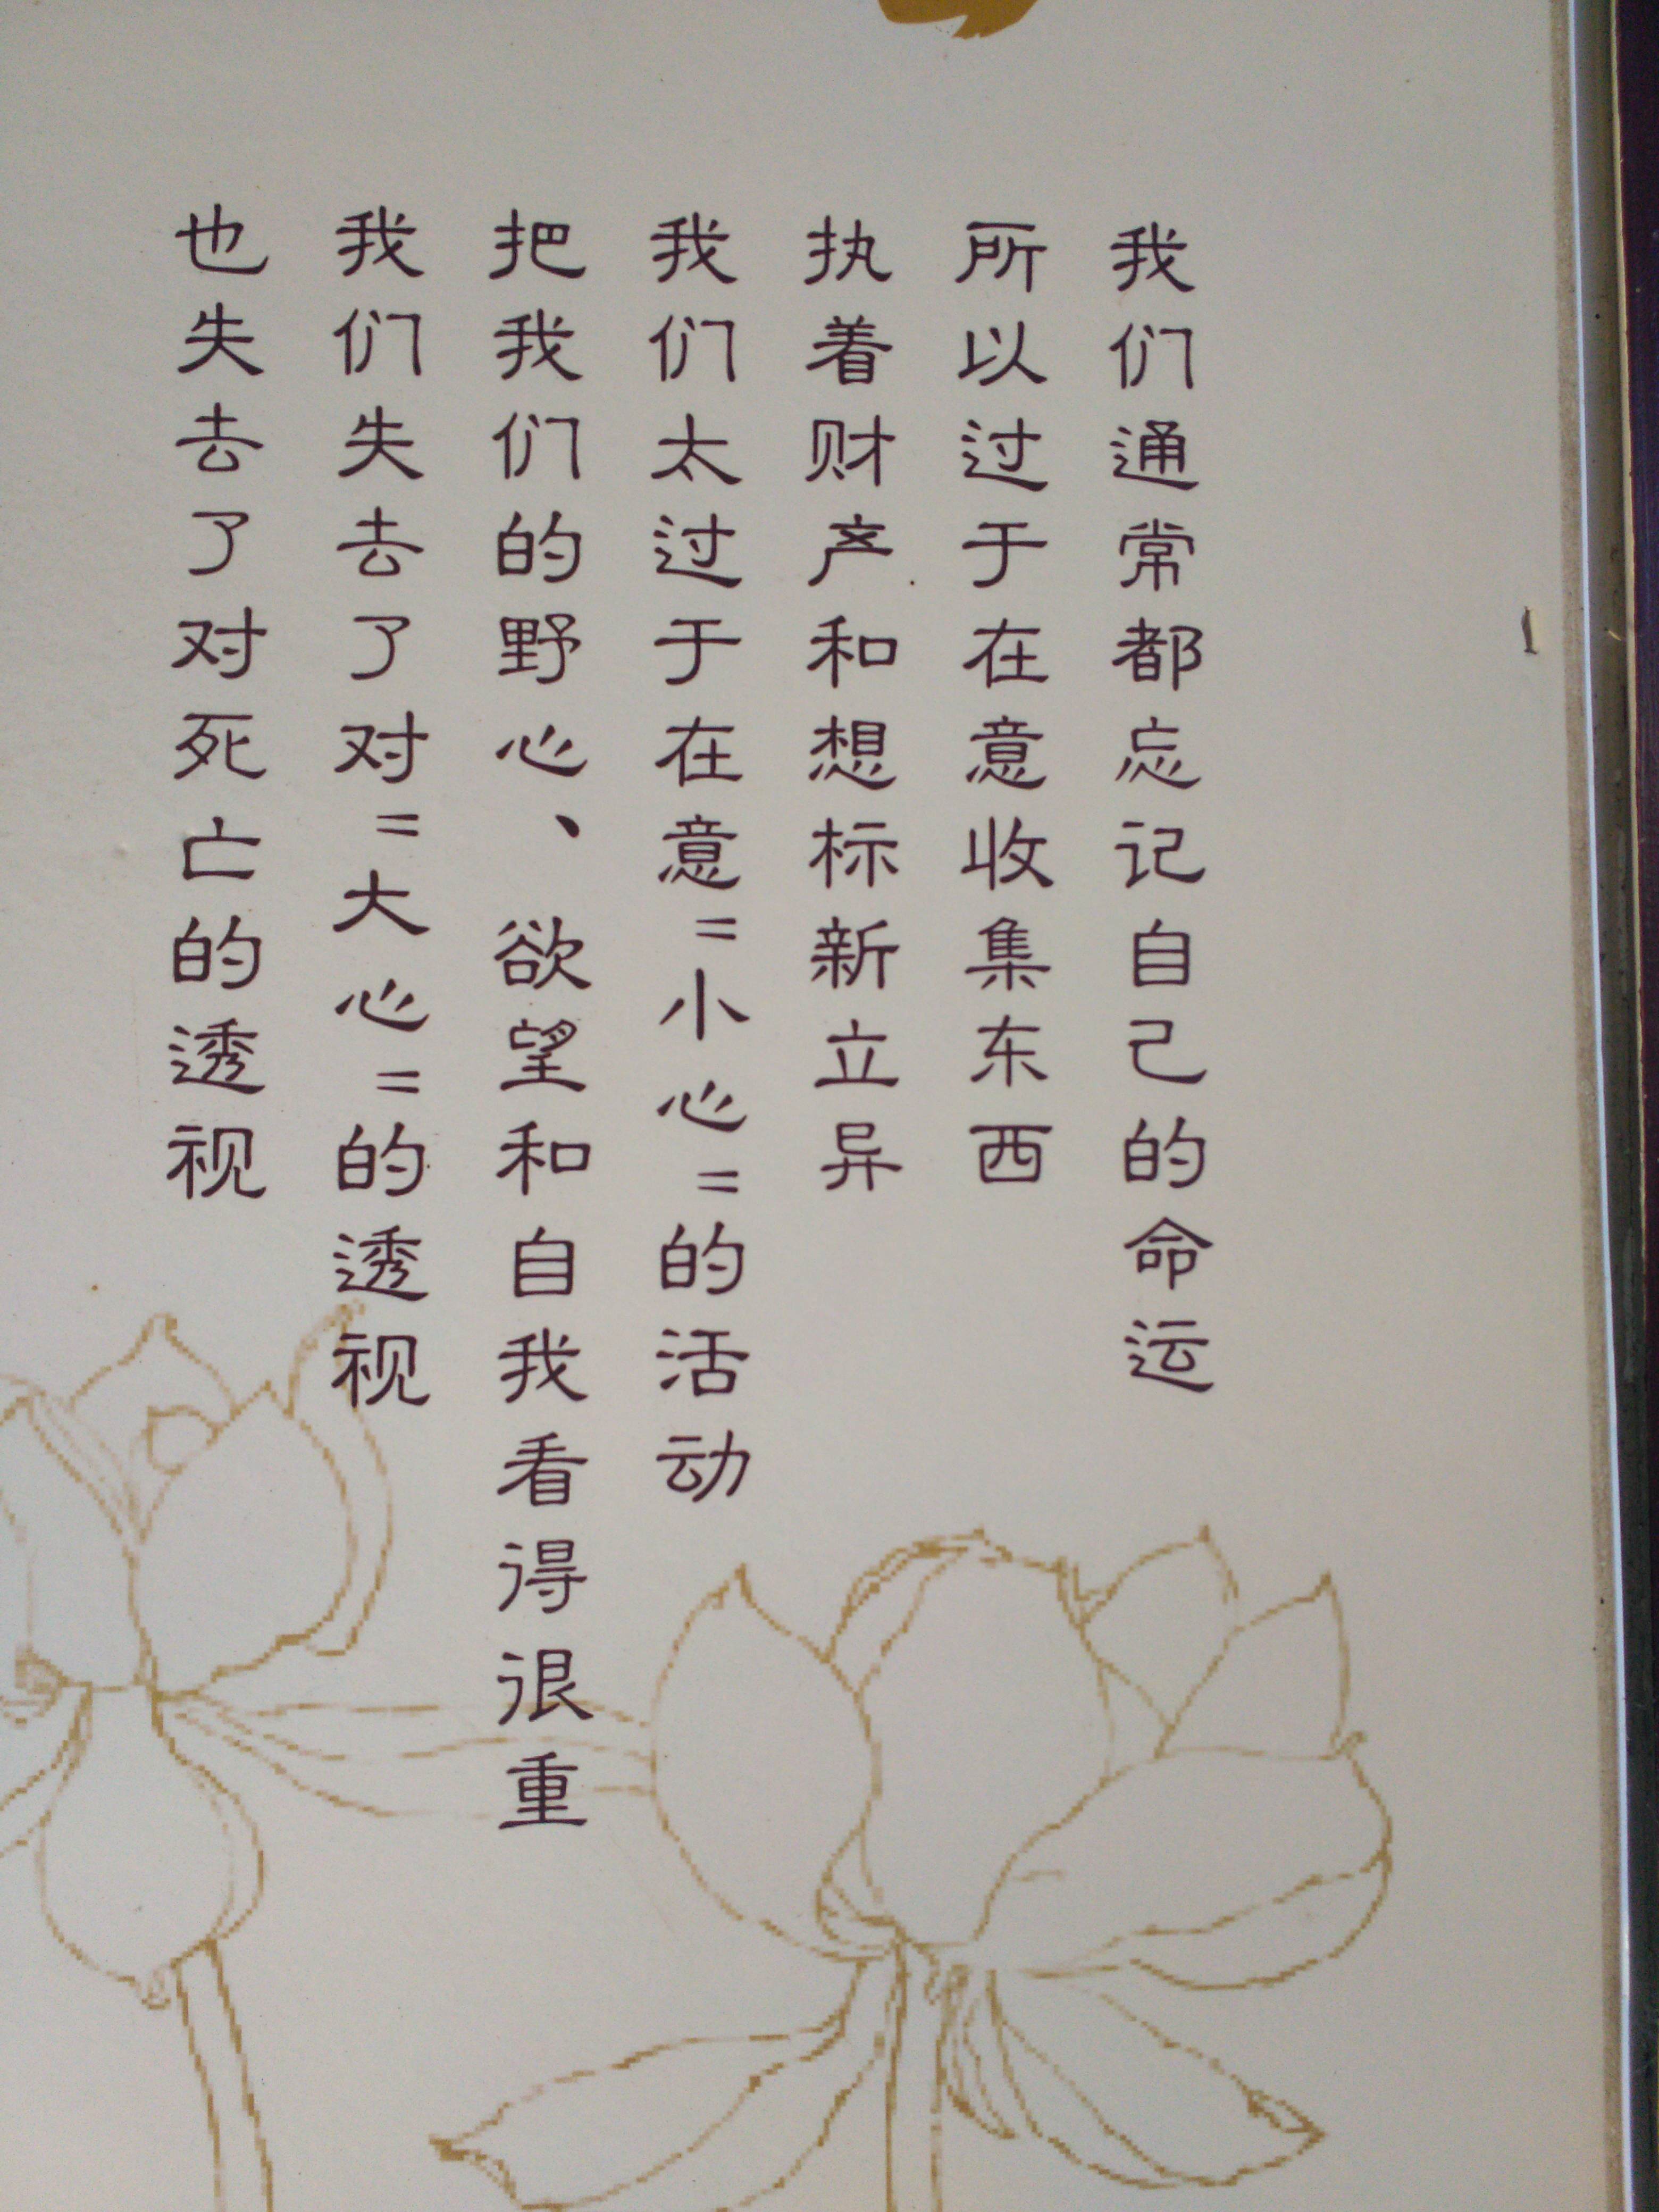 我们通常都忘记自己的命运
所以过于在意收集东西
执着财产和想标新立异
我们太过于在意=小心=的活动
把我们的野心、欲望和自我看得很重
我们失去了对=大心=的透视
也失去了对死亡的透视